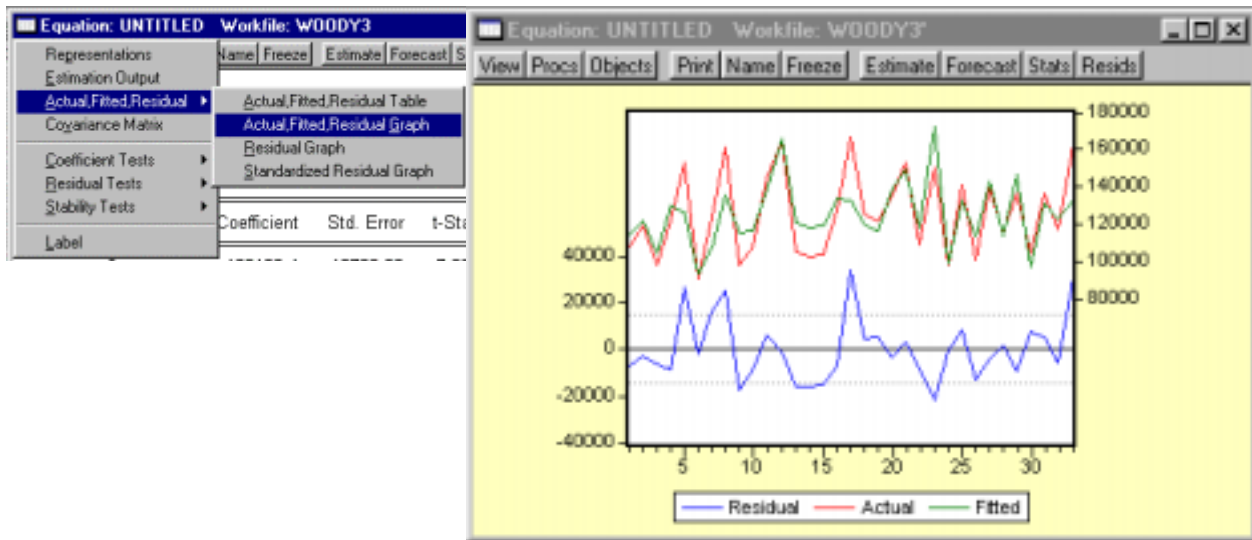 Equation: UNTITLED Workfile: WOODY3
Representations
Name Freeze Estimate Forecast S
Estimation Output
Actual,Fitted,Residual
Actual,Fitted,Residual Table
Covariance Matrix
Actual,Fitted,Residual Graph
Residual Graph
Coefficient Tests
Standardized Residual Graph
Residual Tests
Stability Tests
Coefficient Std. Error t-Sta
Label
Equation: UNTITLED Workfile: WOODY3'
View Procs Objects Print Name Freeze Estimate Forecast Stats Resids
180000
160000
140000
120000
100000
80000
40000
20000
0
-20000
-40000
5 10 15 20 25 30
Residual Actual Fitted